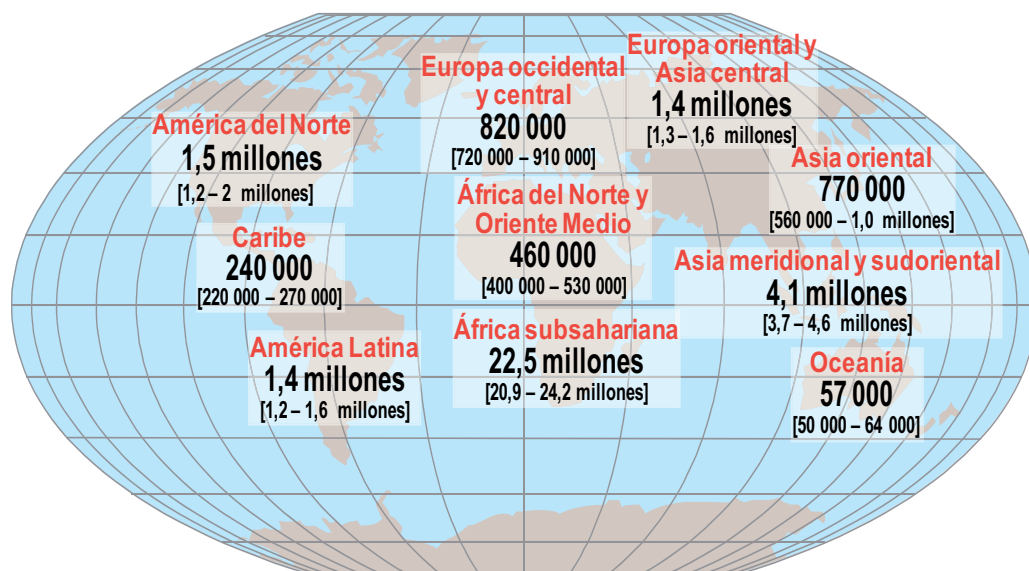 América del Norte
1,5 millones
[1,2 – 2 millones]
Caribe
240 000
[220 000 – 270 000]
América Latina
1,4 millones
[1,2 – 1,6 millones]
Europa occidental
y central
820 000
[720 000 – 910 000]
África del Norte y
Oriente Medio
460 000
[400 000 – 530 000]
África subsahariana
22,5 millones
[20,9 – 24,2 millones]
Europa oriental y
Asia central
1,4 millones
[1,3 – 1,6 millones]
Asia oriental
770 000
[560 000 – 1,0 millones]
Asia meridional y sudoriental
4,1 millones
[3,7 – 4,6 millones]
Oceanía
57 000
[50 000 – 64 000]